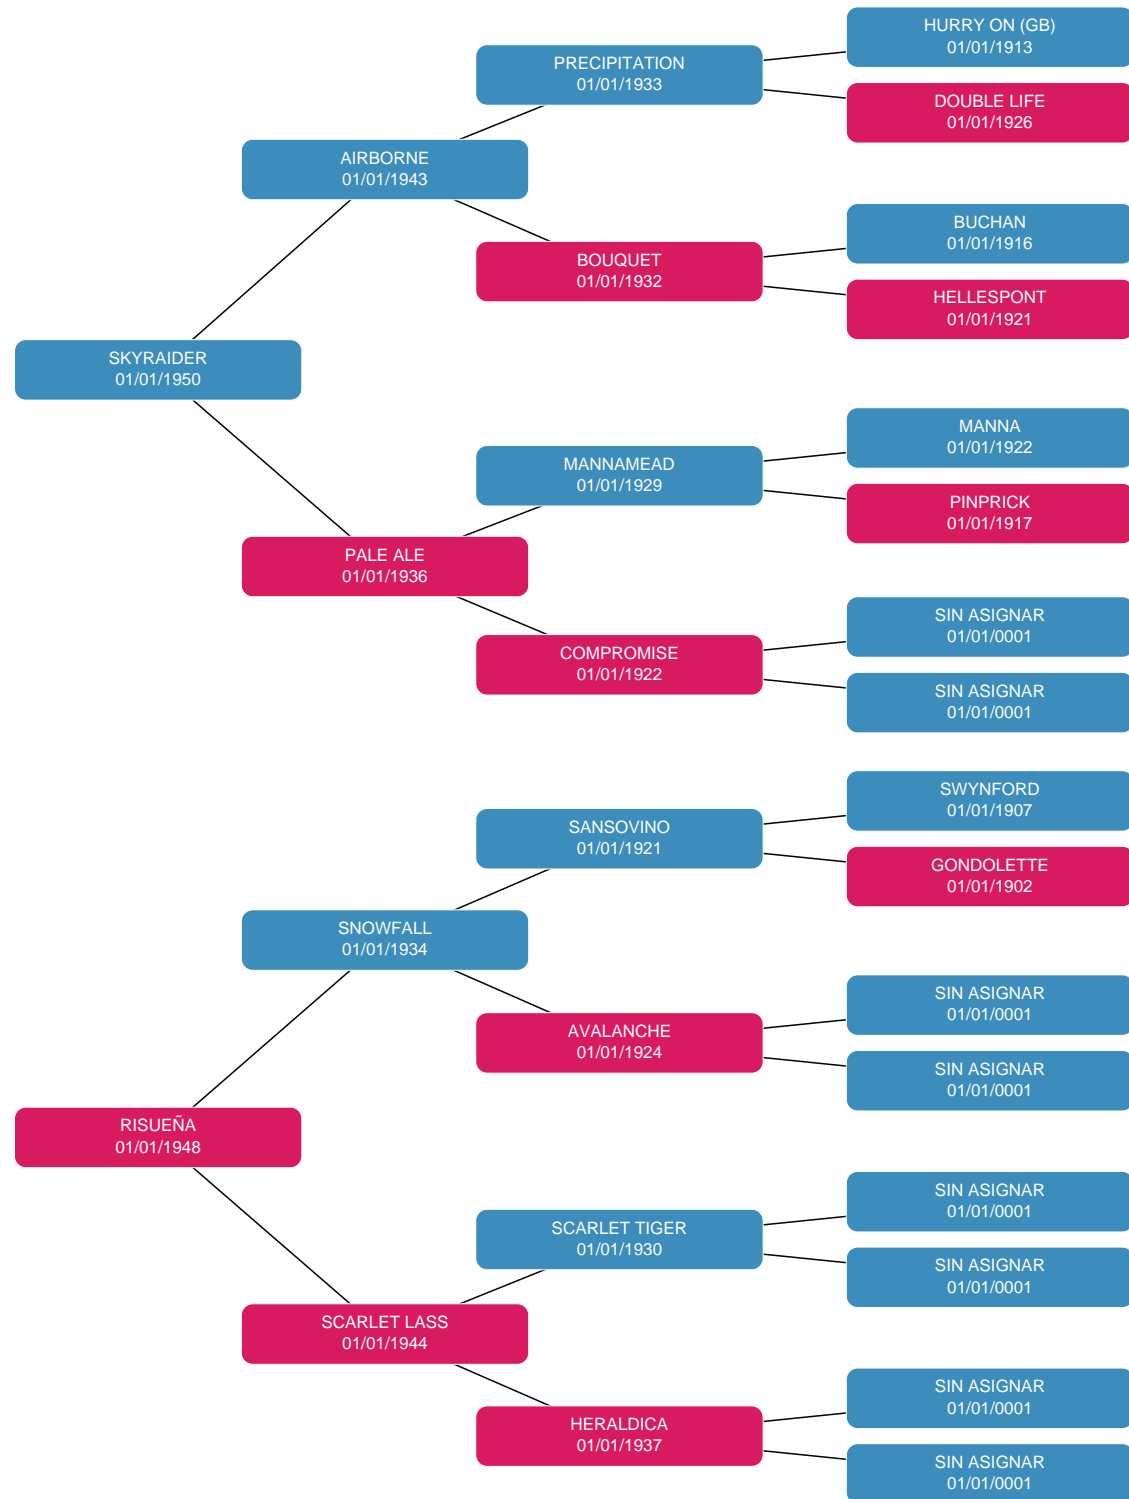 HURRY ON (GB)
01/01/1913
PRECIPITATION
01/01/1933
DOUBLE LIFE
01/01/1926
AIRBORNE
01/01/1943
BUCHAN
01/01/1916
BOUQUET
01/01/1932
HELLESPONT
01/01/1921
SKYRAIDER
01/01/1950
MANNA
01/01/1922
MANNAMEAD
01/01/1929
PINPRICK
01/01/1917
PALE ALE
01/01/1936
SIN ASIGNAR
01/01/0001
COMPROMISE
01/01/1922
SIN ASIGNAR
01/01/0001
SWYNFORD
01/01/1907
SANSOVINO
01/01/1921
GONDOLETTE
01/01/1902
SNOWFALL
01/01/1934
SIN ASIGNAR
01/01/0001
AVALANCHE
01/01/1924
SIN ASIGNAR
01/01/0001
RISUEÑA
01/01/1948
SIN ASIGNAR
01/01/0001
SCARLET TIGER
01/01/1930
SIN ASIGNAR
01/01/0001
SCARLET LASS
01/01/1944
SIN ASIGNAR
01/01/0001
HERALDICA
01/01/1937
SIN ASIGNAR
01/01/0001